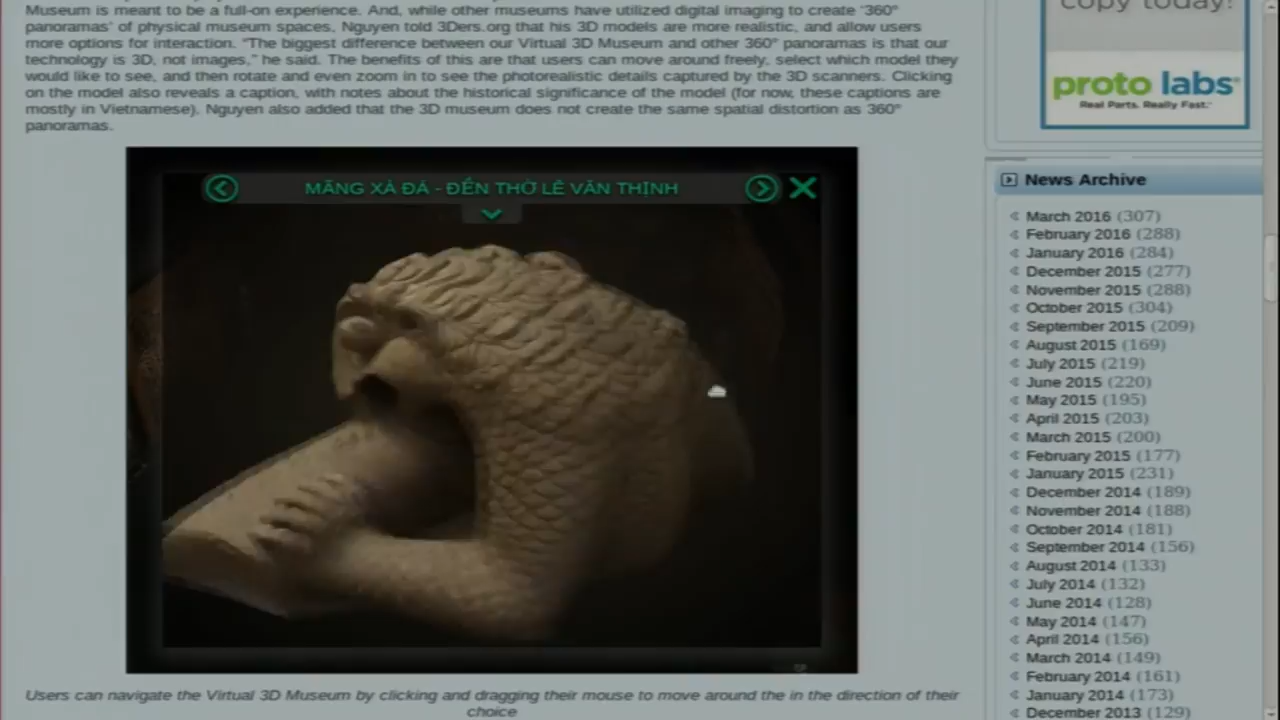 Museum is meant to be a full-on experience. And, while other museums have utilized digital imaging to create '360°
panoramas' of physical museum spaces, Nguyen told 3Ders.org that his 3D models are more realistic, and allow users
more options for interaction. "The biggest difference between our Virtual 3D Museum and other 360° panoramas is that our
technology is 3D, not images," he said. The benefits of this are that users can move around freely, select which model they
would like to see, and then rotate and even zoom in to see the photorealistic details captured by the 3D scanners. Clicking
on the model also reveals a caption, with notes about the historical significance of the model (for now, these captions are
mostly in Vietnamese). Nguyen also added that the 3D museum does not create the same spatial distortion as 360°
panoramas.
MÃNG XÀ ĐÁ - ĐỀN THỜ LÊ VĂN THỊNH
Users can navigate the Virtual 3D Museum by clicking and dragging their mouse to move around the in the direction of their
choice
copy today!
proto labs®
Real Parts. Really Fast.™
News Archive
March 2016 (307)
February 2016 (288)
January 2016 (284)
December 2015 (277)
November 2015 (288)
October 2015 (304)
September 2015 (209)
August 2015 (169)
July 2015 (219)
June 2015 (220)
May 2015 (195)
April 2015 (203)
March 2015 (200)
February 2015 (177)
January 2015 (231)
December 2014 (189)
November 2014 (188)
October 2014 (181)
September 2014 (156)
August 2014 (133)
July 2014 (132)
June 2014 (128)
May 2014 (147)
April 2014 (156)
March 2014 (149)
February 2014 (161)
January 2014 (173)
December 2013 (129)